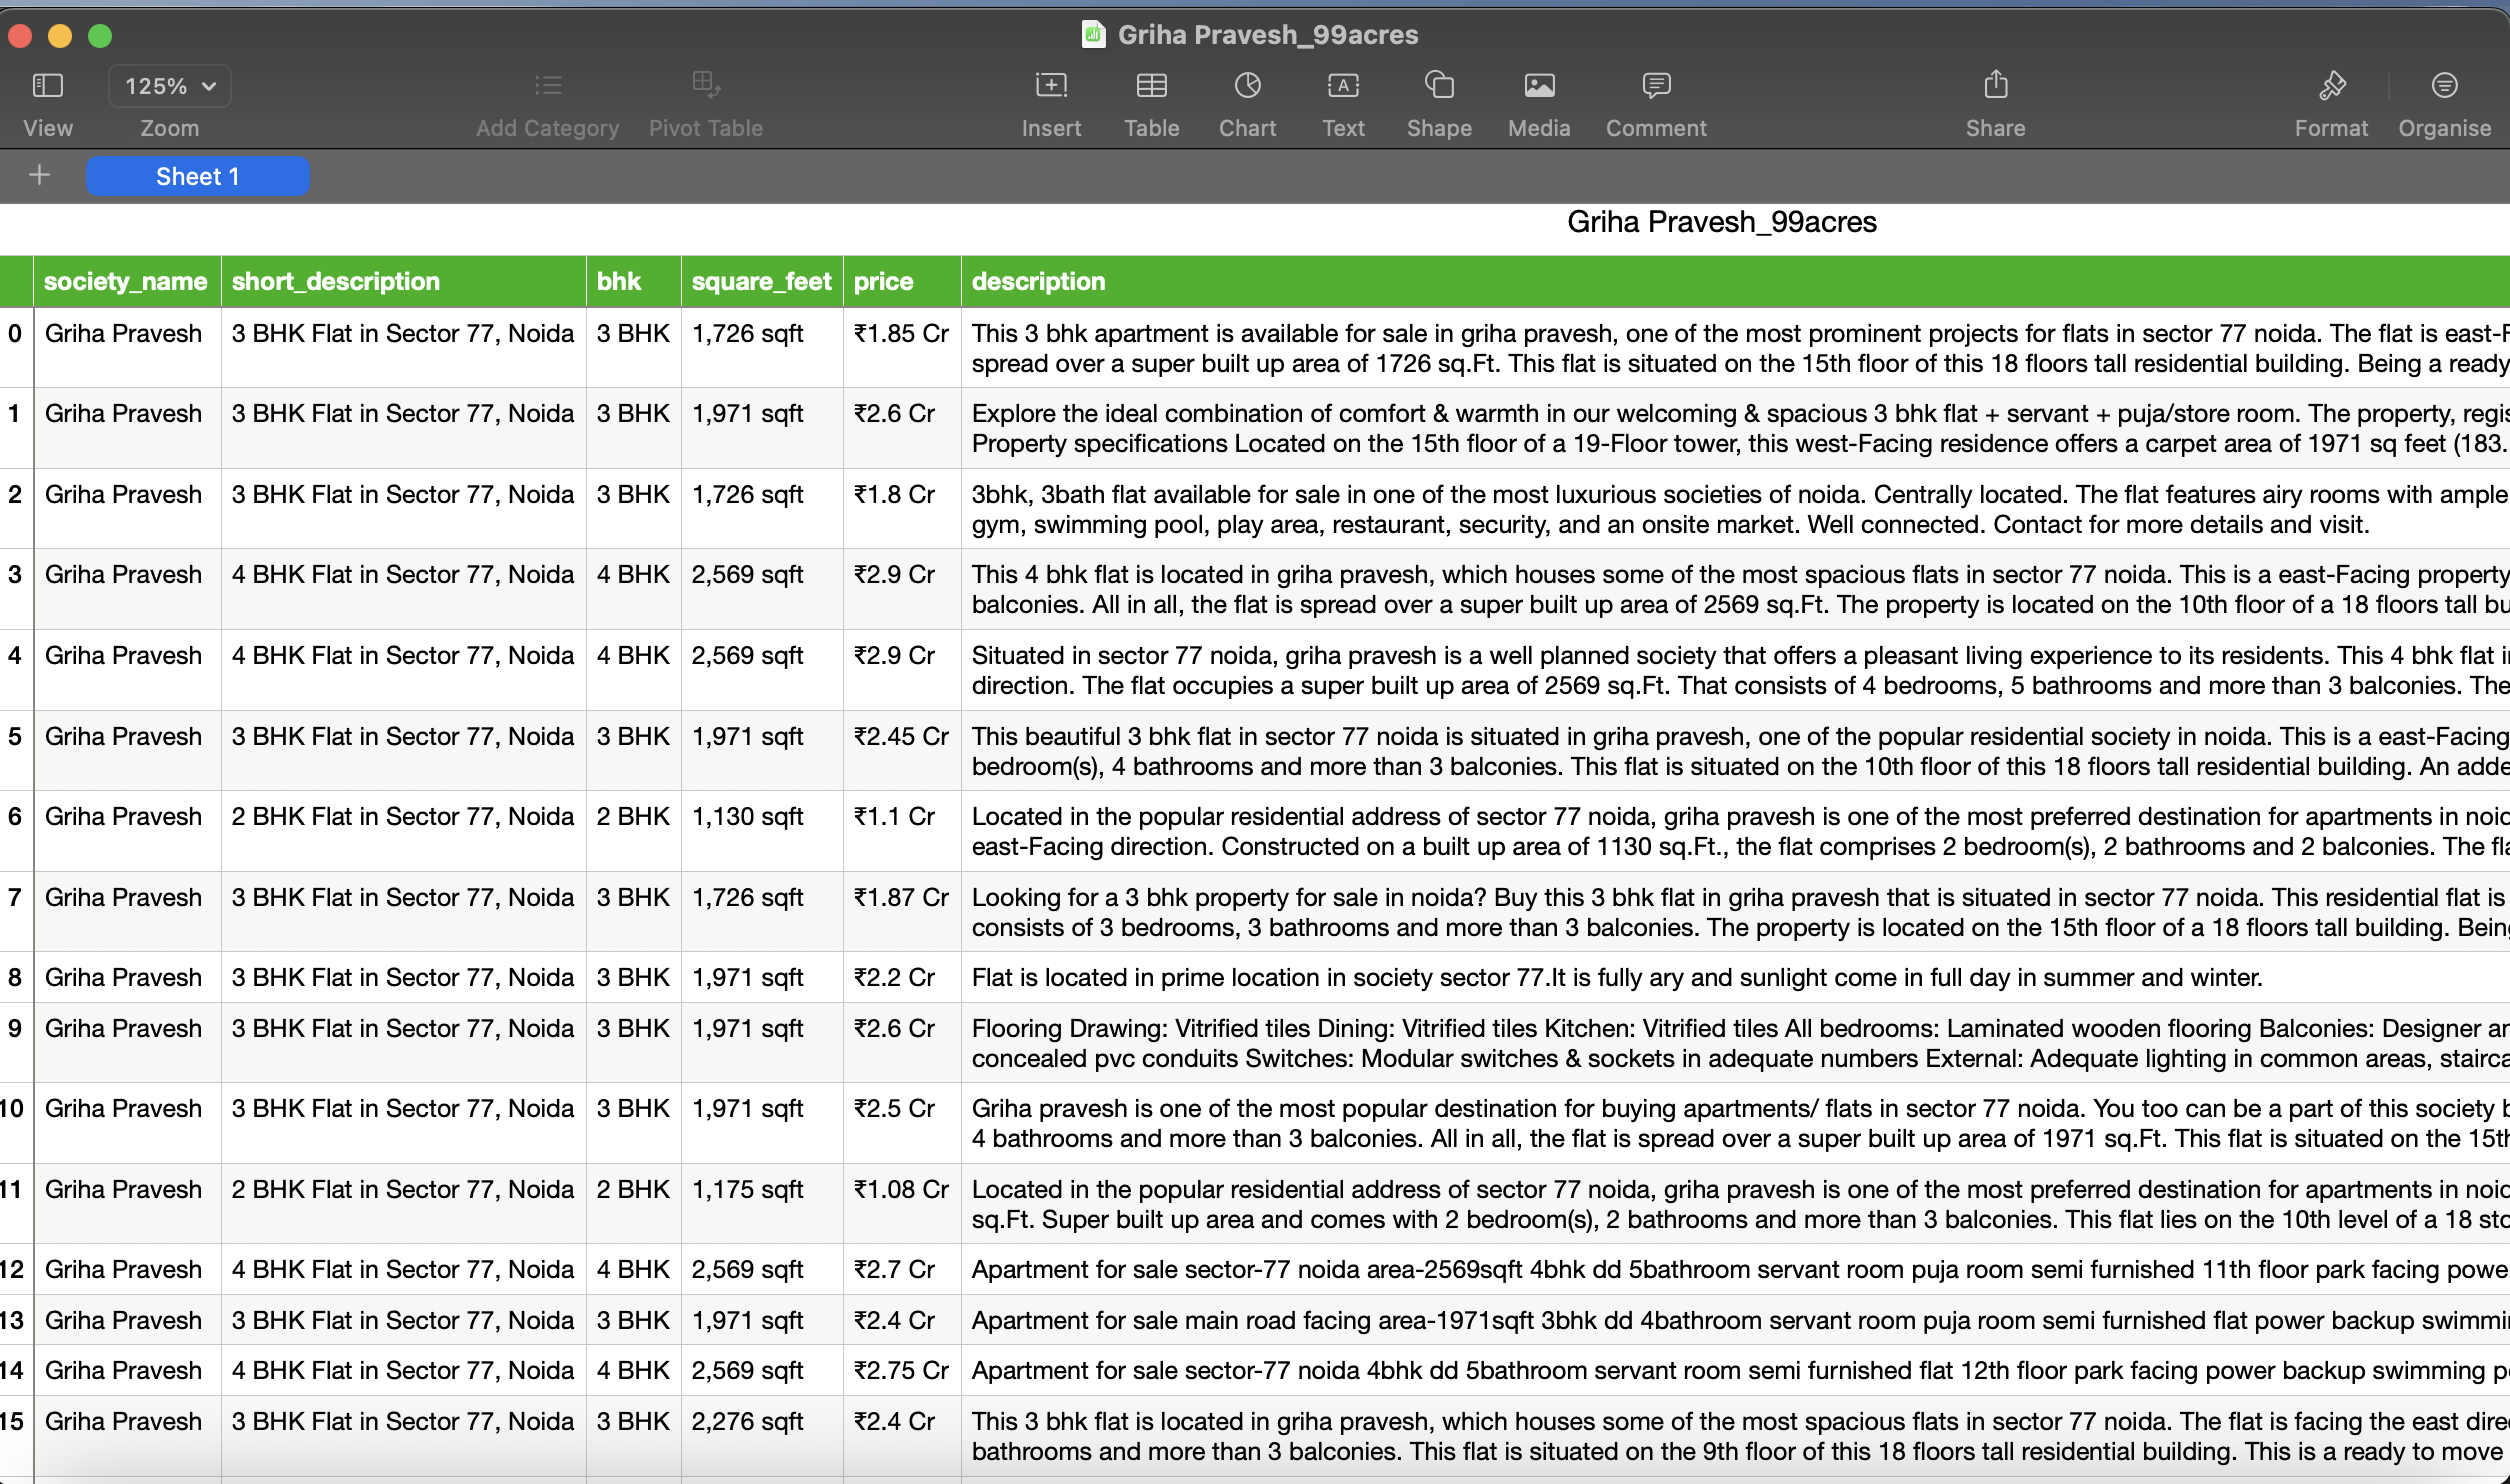 Griha Pravesh_99acres
125%
View Zoom Add Category Pivot Table Insert Table Chart Text Shape Media Comment Share Format Organise
Sheet 1
Griha Pravesh_99acres
society_name short_description bhk square_feet price description
0 Griha Pravesh 3 BHK Flat in Sector 77, Noida 3 BHK 1,726 sqft ₹1.85 Cr This 3 bhk apartment is available for sale in griha pravesh, one of the most prominent projects for flats in sector 77 noida. The flat is east-F
spread over a super built up area of 1726 sq.Ft. This flat is situated on the 15th floor of this 18 floors tall residential building. Being a ready
1 Griha Pravesh 3 BHK Flat in Sector 77, Noida 3 BHK 1,971 sqft ₹2.6 Cr Explore the ideal combination of comfort & warmth in our welcoming & spacious 3 bhk flat + servant + puja/store room. The property, regis
Property specifications Located on the 15th floor of a 19-Floor tower, this west-Facing residence offers a carpet area of 1971 sq feet (183.
2 Griha Pravesh 3 BHK Flat in Sector 77, Noida 3 BHK 1,726 sqft ₹1.8 Cr 3bhk, 3bath flat available for sale in one of the most luxurious societies of noida. Centrally located. The flat features airy rooms with ample
gym, swimming pool, play area, restaurant, security, and an onsite market. Well connected. Contact for more details and visit.
3 Griha Pravesh 4 BHK Flat in Sector 77, Noida 4 BHK 2,569 sqft ₹2.9 Cr This 4 bhk flat is located in griha pravesh, which houses some of the most spacious flats in sector 77 noida. This is a east-Facing property
balconies. All in all, the flat is spread over a super built up area of 2569 sq.Ft. The property is located on the 10th floor of a 18 floors tall bu
4 Griha Pravesh 4 BHK Flat in Sector 77, Noida 4 BHK 2,569 sqft ₹2.9 Cr Situated in sector 77 noida, griha pravesh is a well planned society that offers a pleasant living experience to its residents. This 4 bhk flat i
direction. The flat occupies a super built up area of 2569 sq.Ft. That consists of 4 bedrooms, 5 bathrooms and more than 3 balconies. The
5 Griha Pravesh 3 BHK Flat in Sector 77, Noida 3 BHK 1,971 sqft ₹2.45 Cr This beautiful 3 bhk flat in sector 77 noida is situated in griha pravesh, one of the popular residential society in noida. This is a east-Facing
bedroom(s), 4 bathrooms and more than 3 balconies. This flat is situated on the 10th floor of this 18 floors tall residential building. An adde
6 Griha Pravesh 2 BHK Flat in Sector 77, Noida 2 BHK 1,130 sqft ₹1.1 Cr Located in the popular residential address of sector 77 noida, griha pravesh is one of the most preferred destination for apartments in noid
east-Facing direction. Constructed on a built up area of 1130 sq.Ft., the flat comprises 2 bedroom(s), 2 bathrooms and 2 balconies. The fla
7 Griha Pravesh 3 BHK Flat in Sector 77, Noida 3 BHK 1,726 sqft ₹1.87 Cr Looking for a 3 bhk property for sale in noida? Buy this 3 bhk flat in griha pravesh that is situated in sector 77 noida. This residential flat is
consists of 3 bedrooms, 3 bathrooms and more than 3 balconies. The property is located on the 15th floor of a 18 floors tall building. Being
8 Griha Pravesh 3 BHK Flat in Sector 77, Noida 3 BHK 1,971 sqft ₹2.2 Cr Flat is located in prime location in society sector 77.It is fully ary and sunlight come in full day in summer and winter.
9 Griha Pravesh 3 BHK Flat in Sector 77, Noida 3 BHK 1,971 sqft ₹2.6 Cr Flooring Drawing: Vitrified tiles Dining: Vitrified tiles Kitchen: Vitrified tiles All bedrooms: Laminated wooden flooring Balconies: Designer an
concealed pvc conduits Switches: Modular switches & sockets in adequate numbers External: Adequate lighting in common areas, stairca
10 Griha Pravesh 3 BHK Flat in Sector 77, Noida 3 BHK 1,971 sqft ₹2.5 Cr Griha pravesh is one of the most popular destination for buying apartments/ flats in sector 77 noida. You too can be a part of this society b
4 bathrooms and more than 3 balconies. All in all, the flat is spread over a super built up area of 1971 sq.Ft. This flat is situated on the 15th
11 Griha Pravesh 2 BHK Flat in Sector 77, Noida 2 BHK 1,175 sqft ₹1.08 Cr Located in the popular residential address of sector 77 noida, griha pravesh is one of the most preferred destination for apartments in noid
sq.Ft. Super built up area and comes with 2 bedroom(s), 2 bathrooms and more than 3 balconies. This flat lies on the 10th level of a 18 sto
12 Griha Pravesh 4 BHK Flat in Sector 77, Noida 4 BHK 2,569 sqft ₹2.7 Cr Apartment for sale sector-77 noida area-2569sqft 4bhk dd 5bathroom servant room puja room semi furnished 11th floor park facing powe
13 Griha Pravesh 3 BHK Flat in Sector 77, Noida 3 BHK 1,971 sqft ₹2.4 Cr Apartment for sale main road facing area-1971sqft 3bhk dd 4bathroom servant room puja room semi furnished flat power backup swimmi
14 Griha Pravesh 4 BHK Flat in Sector 77, Noida 4 BHK 2,569 sqft ₹2.75 Cr Apartment for sale sector-77 noida 4bhk dd 5bathroom servant room semi furnished flat 12th floor park facing power backup swimming p
15 Griha Pravesh 3 BHK Flat in Sector 77, Noida 3 BHK 2,276 sqft ₹2.4 Cr This 3 bhk flat is located in griha pravesh, which houses some of the most spacious flats in sector 77 noida. The flat is facing the east dire
bathrooms and more than 3 balconies. This flat is situated on the 9th floor of this 18 floors tall residential building. This is a ready to move